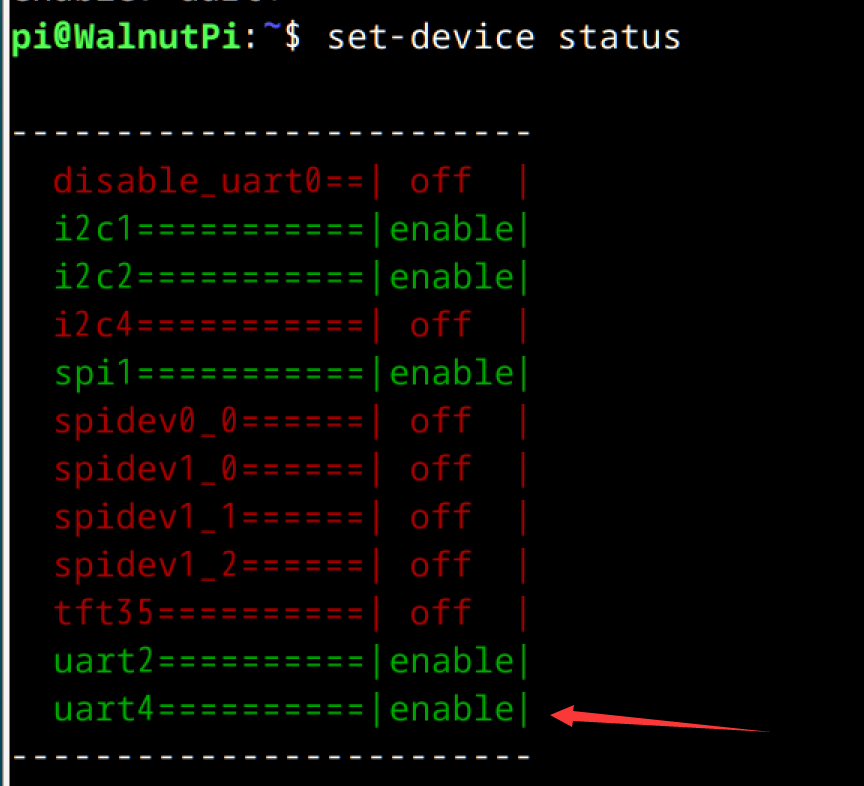 pi@WalnutPi:~$ set-device status
-------------------------
disable_uart0==| off |
i2c1===========|enable|
i2c2===========|enable|
i2c4===========| off |
spi1===========|enable|
spidev0_0======| off |
spidev1_0======| off |
spidev1_1======| off |
spidev1_2======| off |
tft35==========| off |
uart2==========|enable|
uart4==========|enable|
-------------------------